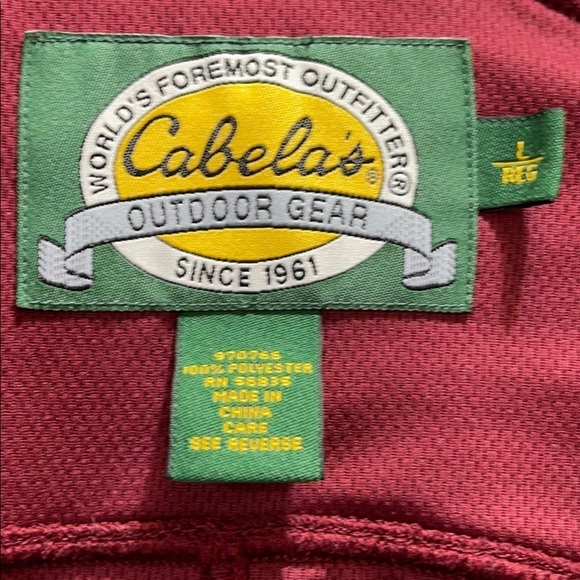 WORLD'S FOREMOST OUTFITTER®
Cabela's®
OUTDOOR GEAR
SINCE 1961
L
REG
970766
100% POLYESTER
RN 56835
MADE IN
CHINA
CARE
SEE REVERSE